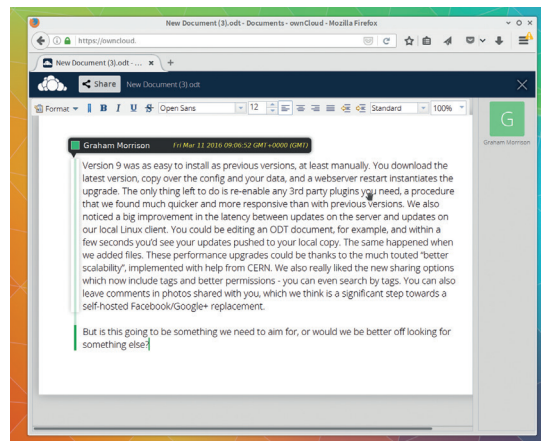 New Document (3).odt - Documents - ownCloud - Mozilla Firefox
https://owncloud.
New Document (3).odt - ... × +
Share New Document (3).odt
Format B I U S Open Sans 12 Standard 100%
G
Graham Morrison
Graham Morrison Fri Mar 11 2016 09:06:52 GMT+0000 (GMT)
Version 9 was as easy to install as previous versions, at least manually. You download the
latest version, copy over the config and your data, and a webserver restart instantiates the
upgrade. The only thing left to do is re-enable any 3rd party plugins you need, a procedure
that we found much quicker and more responsive than with previous versions. We also
noticed a big improvement in the latency between updates on the server and updates on
our local Linux client. You could be editing an ODT document, for example, and within a
few seconds you'd see your updates pushed to your local copy. The same happened when
we added files. These performance upgrades could be thanks to the much touted “better
scalability”, implemented with help from CERN. We also really liked the new sharing options
which now include tags and better permissions - you can even search by tags. You can also
leave comments in photos shared with you, which we think is a significant step towards a
self-hosted Facebook/Google+ replacement.
But is this going to be something we need to aim for, or would we be better off looking for
something else?